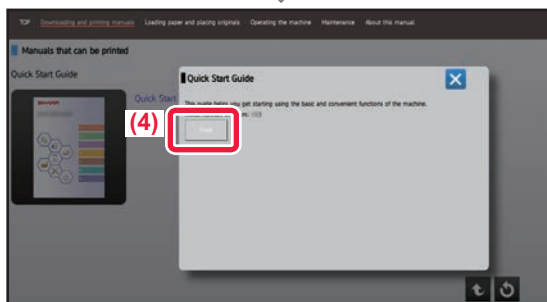 TOP Downloading and printing manuals Loading paper and placing originals Operating the machine Maintenance About this manual
Manuals that can be printed
Quick Start Guide
Quick Start Guide
Quick Start
This guide helps you get starting using the basic and convenient functions of the machine.
(4)
SHARP